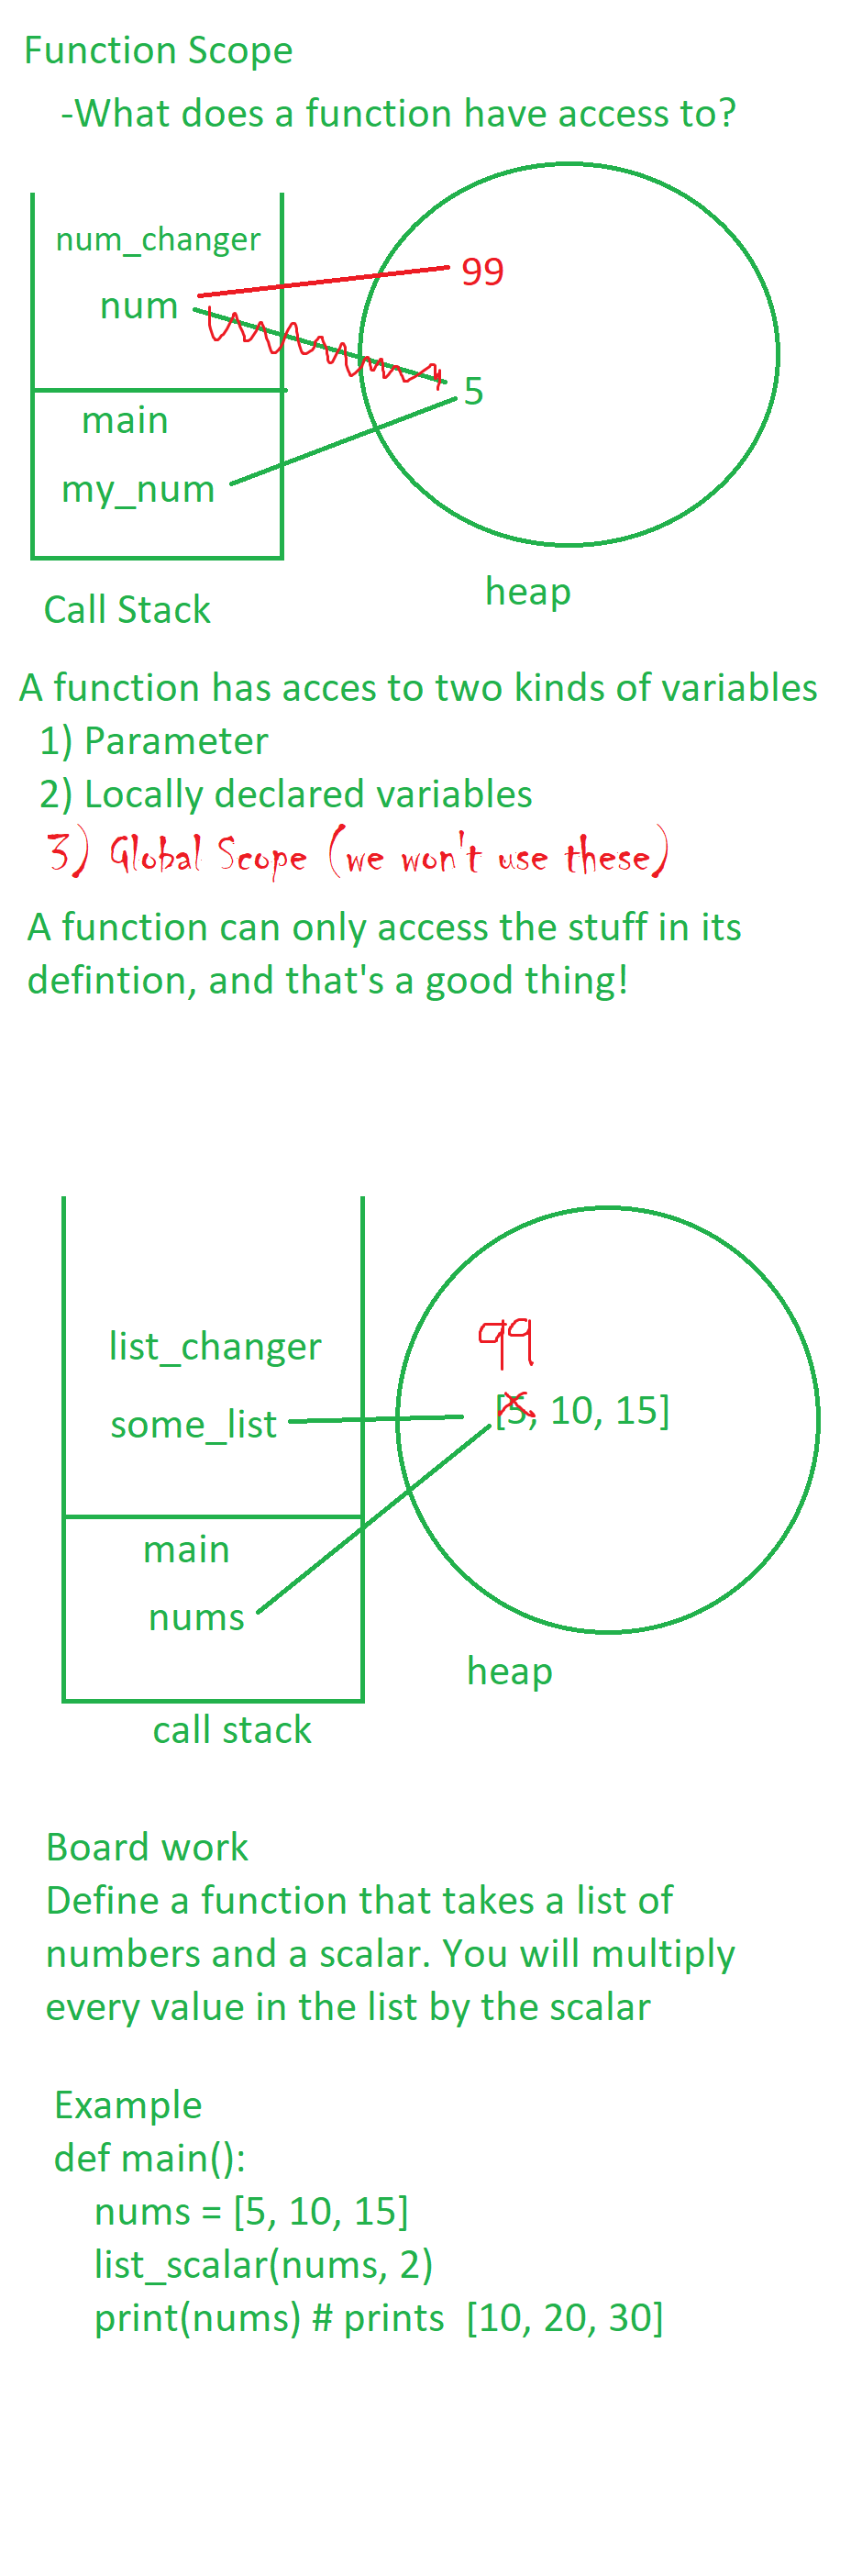 Function Scope
-What does a function have access to?
num_changer
num
99
5
main
my_num
Call Stack
heap
A function has acces to two kinds of variables
1) Parameter
2) Locally declared variables
3) Global Scope (we won't use these)
A function can only access the stuff in its
defintion, and that's a good thing!
list_changer
some_list
99
[5, 10, 15]
main
nums
heap
call stack
Board work
Define a function that takes a list of
numbers and a scalar. You will multiply
every value in the list by the scalar
Example
def main():
nums = [5, 10, 15]
list_scalar(nums, 2)
print(nums) # prints  [10, 20, 30]